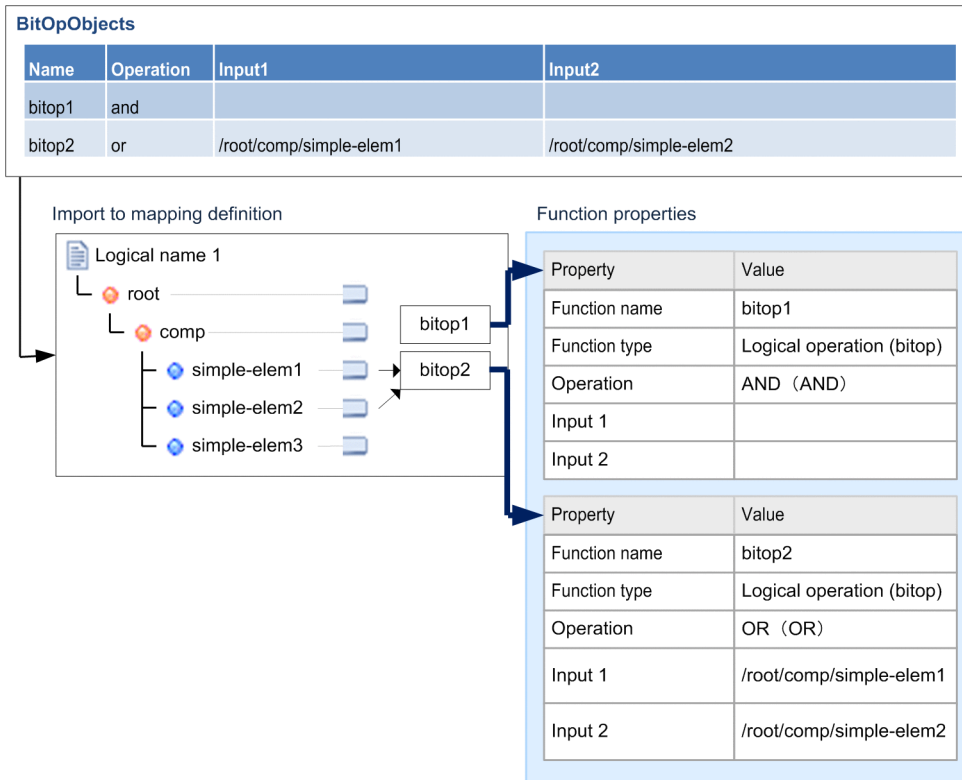 BitOpObjects
Name Operation Input1 Input2
bitop1 and
bitop2 or /root/comp/simple-elem1 /root/comp/simple-elem2
Import to mapping definition
Logical name 1
root
comp
simple-elem1
simple-elem2
simple-elem3
bitop1
bitop2
Function properties
Property Value
Function name bitop1
Function type Logical operation (bitop)
Operation AND（AND）
Input 1
Input 2
Property Value
Function name bitop2
Function type Logical operation (bitop)
Operation OR（OR）
Input 1 /root/comp/simple-elem1
Input 2 /root/comp/simple-elem2